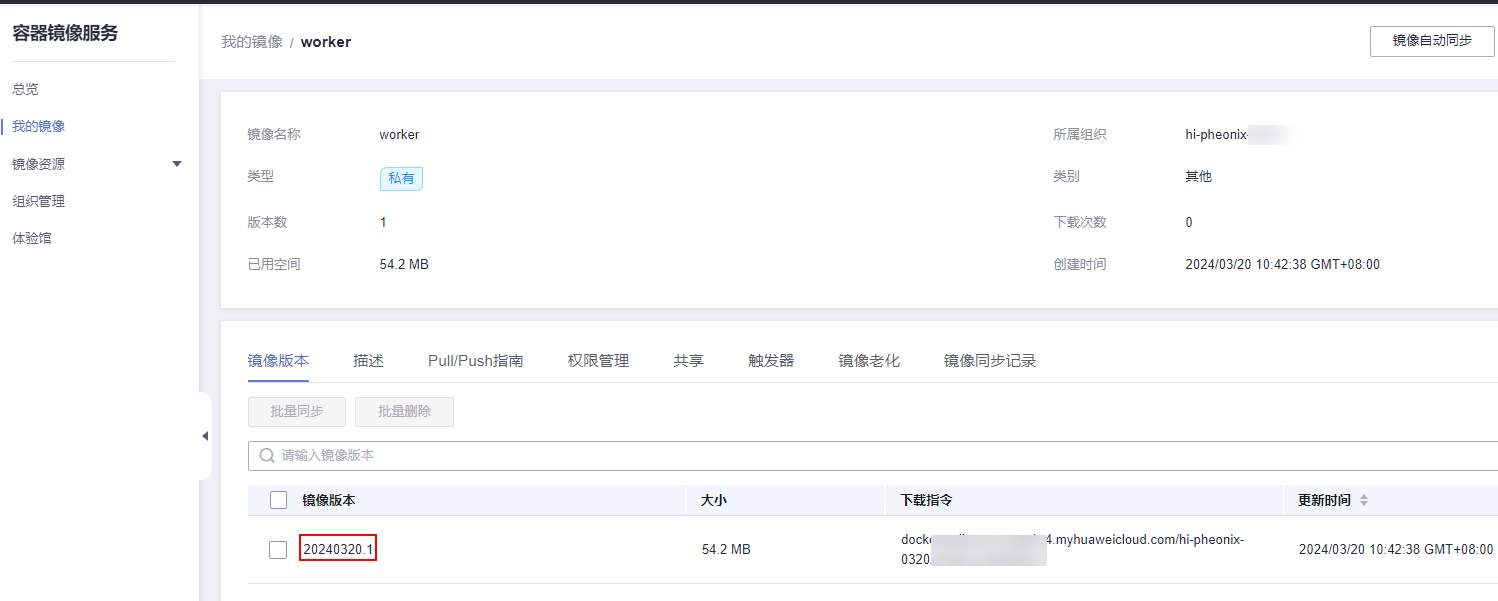 容器镜像服务
总览
我的镜像
镜像资源
组织管理
体验馆
我的镜像 / worker
镜像自动同步
镜像名称 worker
所属组织 hi-pheonix-
类型 私有
类别 其他
版本数 1
下载次数 0
已用空间 54.2 MB
创建时间 2024/03/20 10:42:38 GMT+08:00
镜像版本 描述 Pull/Push指南 权限管理 共享 触发器 镜像老化 镜像同步记录
批量同步 批量删除
请输入镜像版本
镜像版本 大小 下载指令 更新时间
20240320.1 54.2 MB 4.myhuaweicloud.com/hi-pheonix- 2024/03/20 10:42:38 GMT+08:00
0320